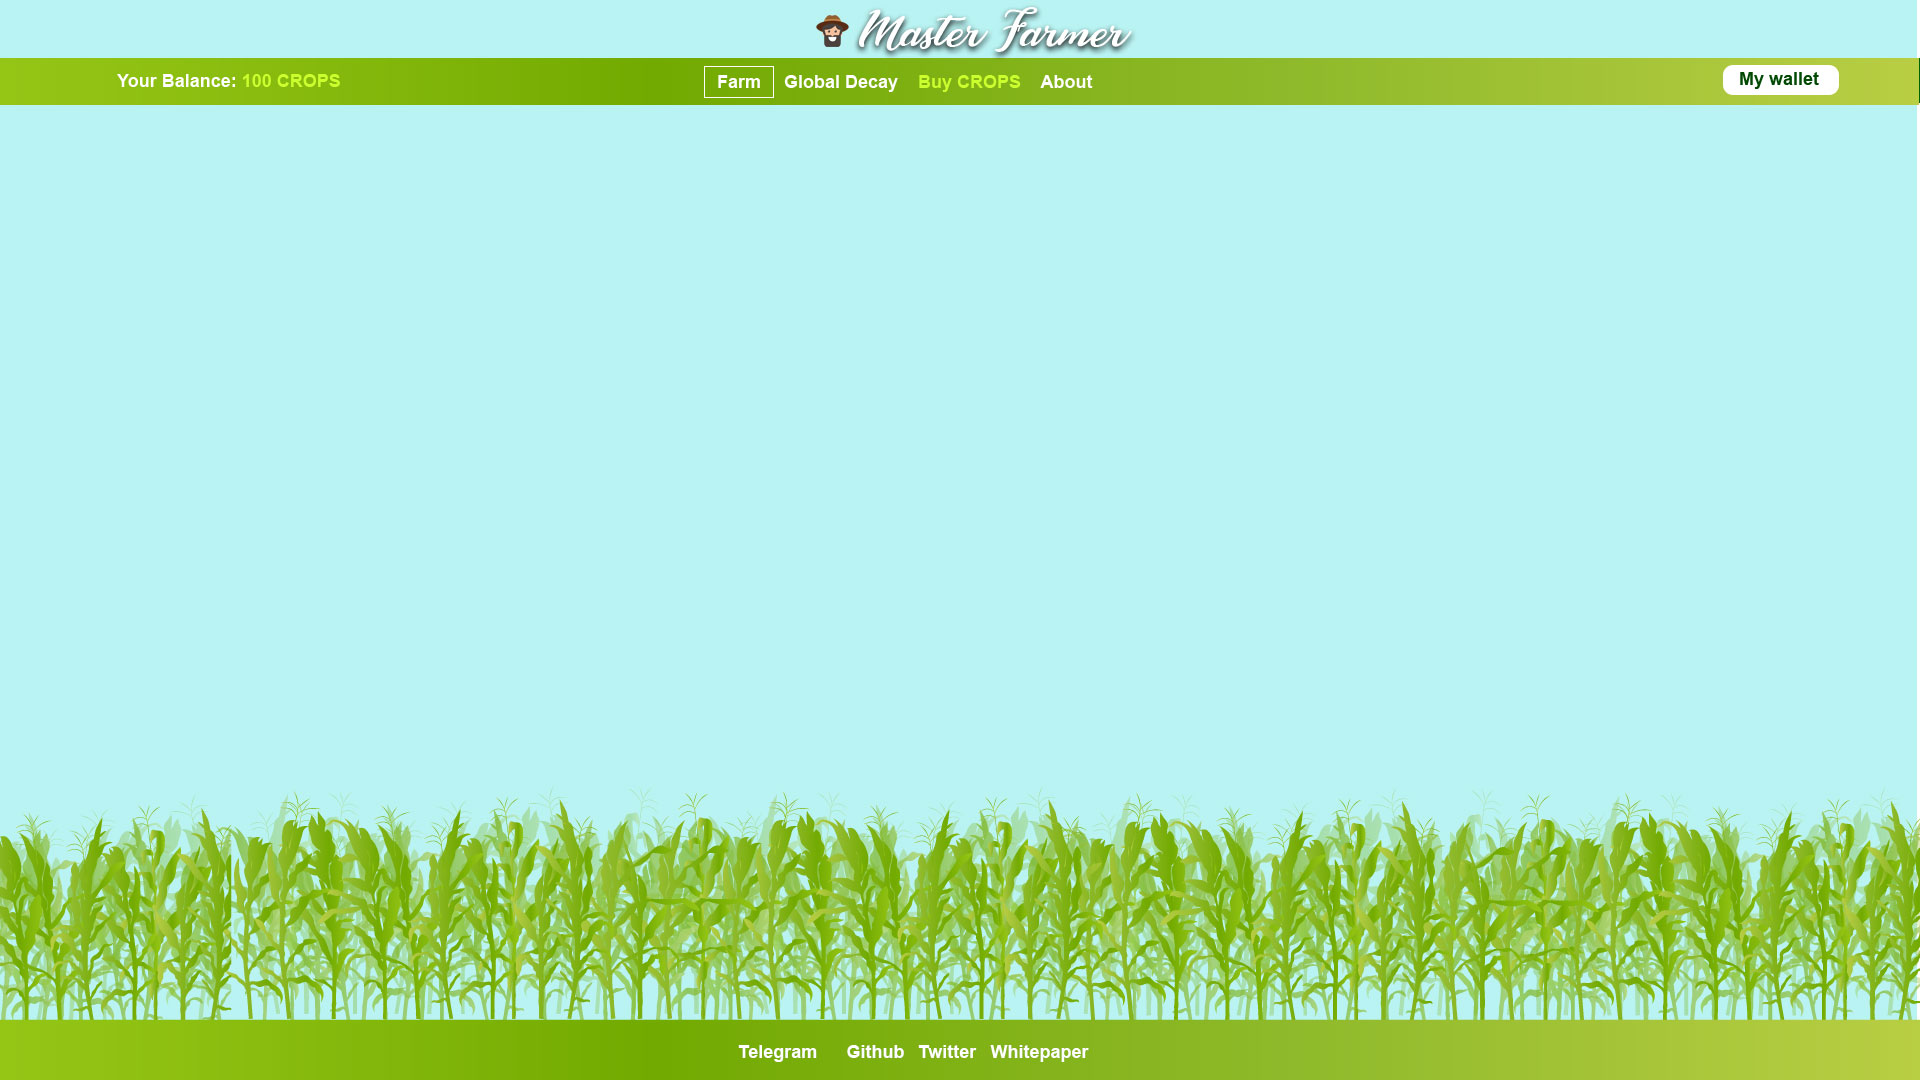 Master Farmer
Your Balance: 100 CROPS
Farm Global Decay Buy CROPS About
My wallet
Telegram Github Twitter Whitepaper